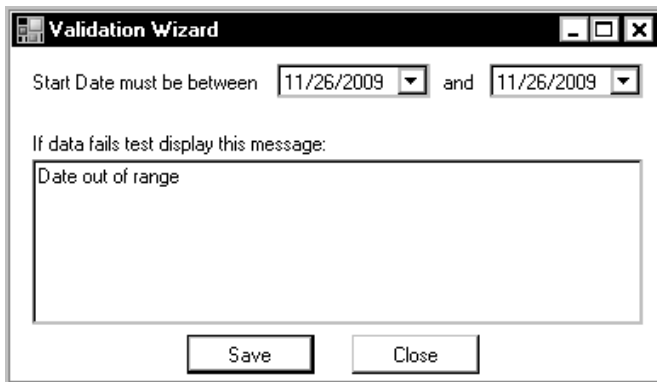 Validation Wizard
Start Date must be between 11/26/2009 and 11/26/2009
If data fails test display this message:
Date out of range
Save Close